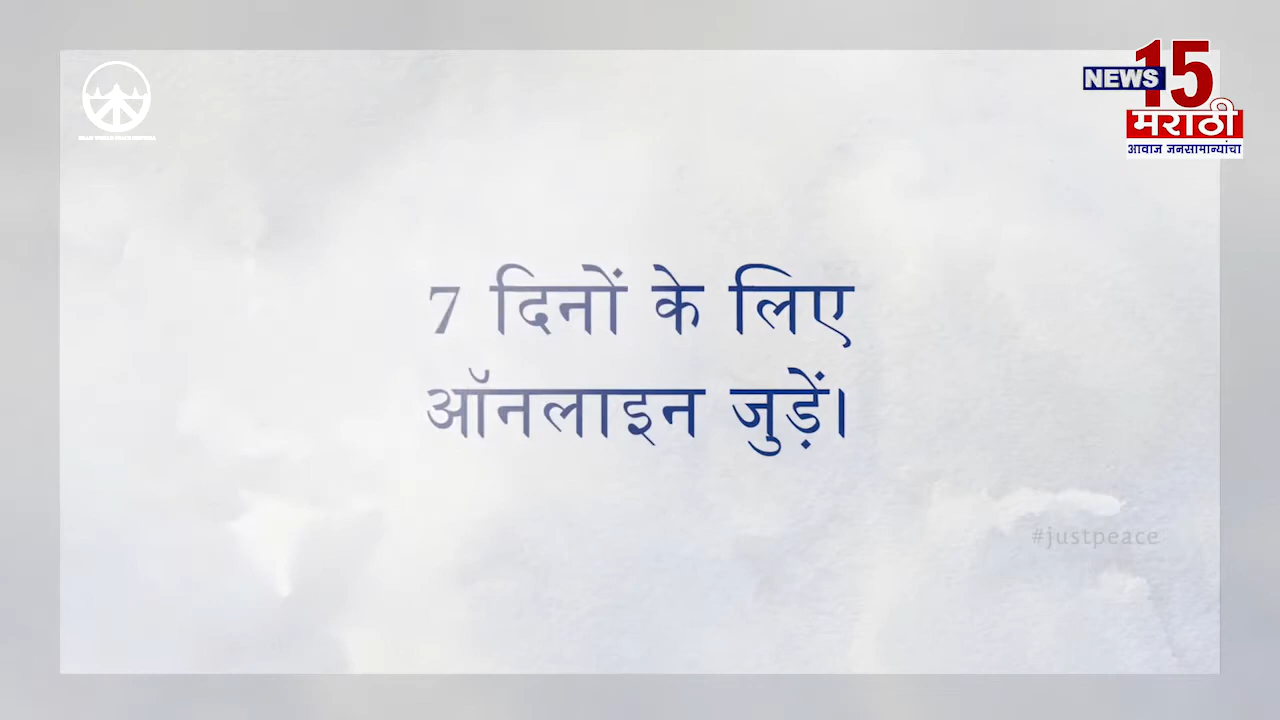 NEWS 15
मराठी
आवाज जनसामान्यांचा
7 दिनों के लिए
ऑनलाइन जुड़ें।
#justpeace